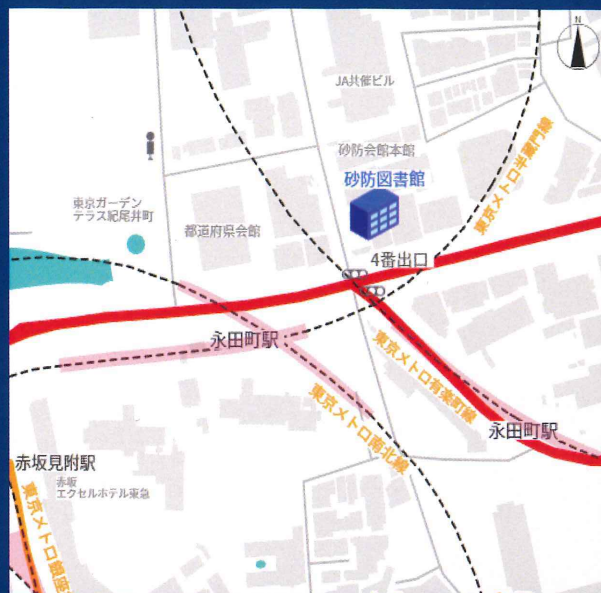 N
JA共催ビル
砂防会館本館
砂防図書館
東京メトロ半蔵門線
東京ガーデン
テラス紀尾井町
都道府県会館
4番出口
永田町駅
東京メトロ有楽町線
東京メトロ南北線
永田町駅
赤坂見附駅
赤坂
エクセルホテル東急
東京メトロ銀座